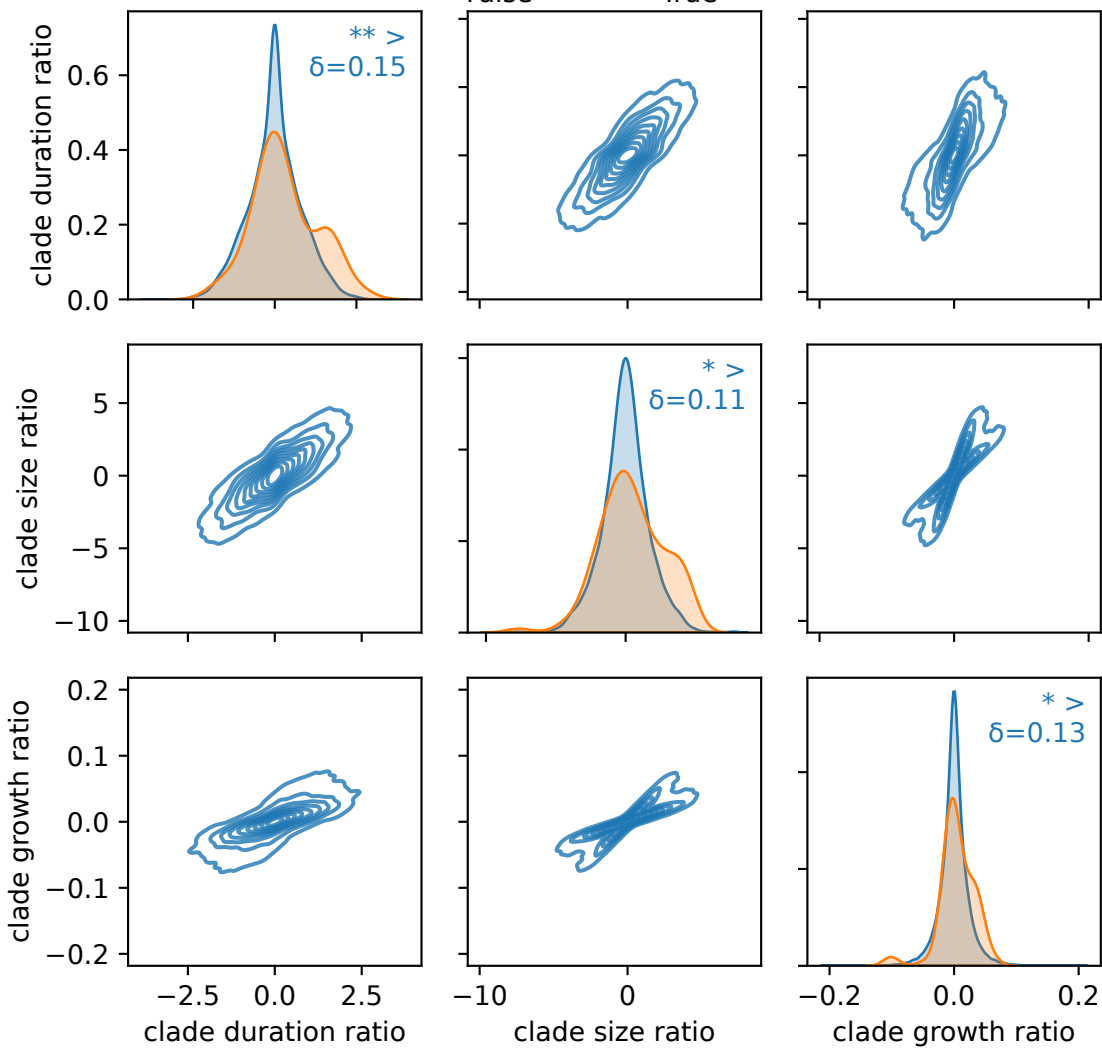 False True
clade duration ratio
0.6
0.4
0.2
0.0
** >
δ=0.15
clade size ratio
5
0
−5
−10
* >
δ=0.11
clade growth ratio
0.2
0.1
0.0
−0.1
−0.2
* >
δ=0.13
−2.5 0.0 2.5
−10 0
−0.2 0.0 0.2
clade duration ratio
clade size ratio
clade growth ratio